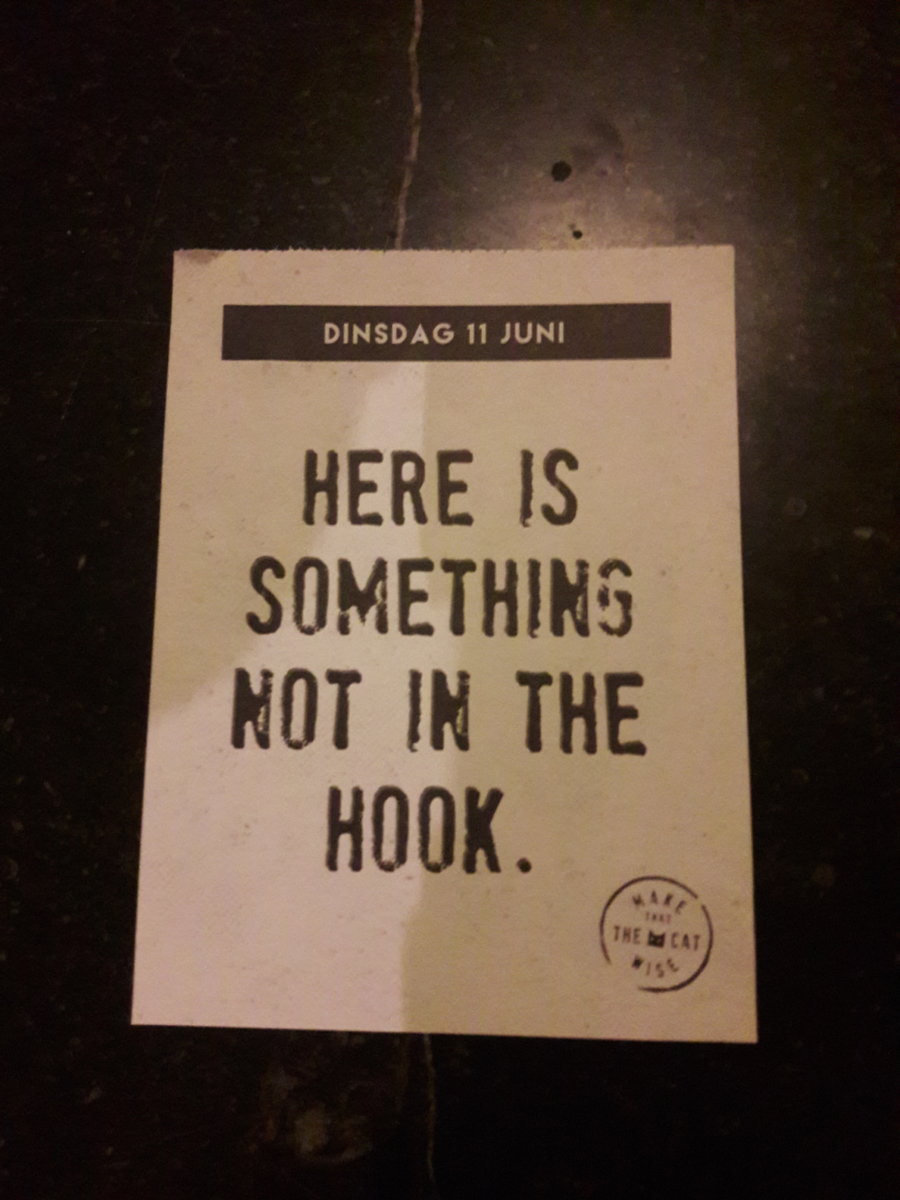 DINSDAG 11 JUNI
HERE IS
SOMETHING
NOT IN THE
HOOK.
MAKE
THAT
THE CAT
WISE